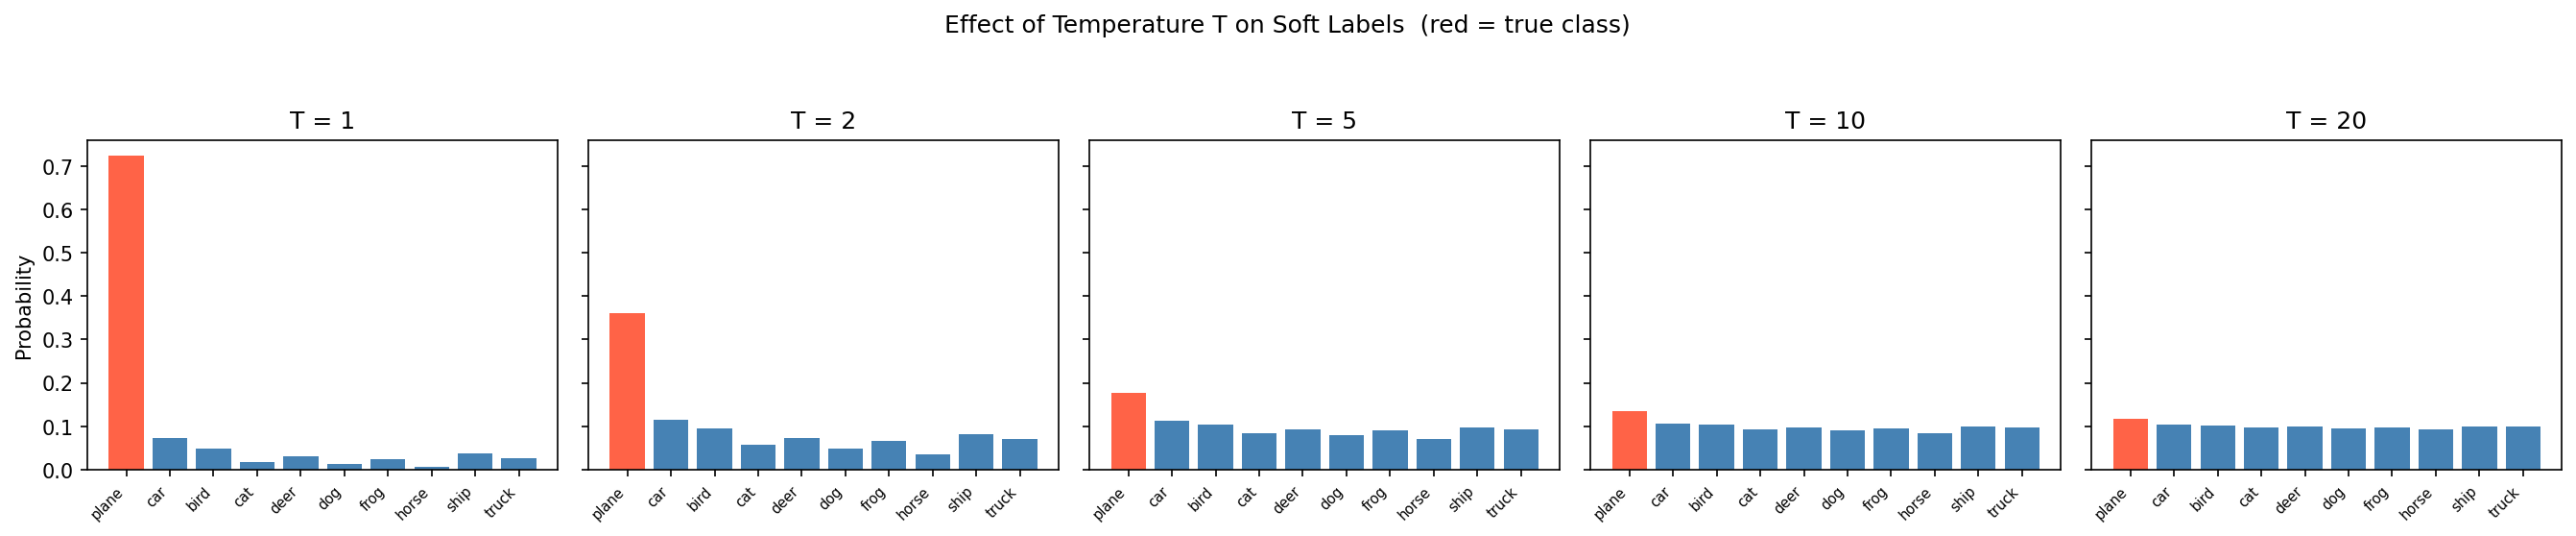 Effect of Temperature T on Soft Labels (red = true class)
T = 1
T = 2
T = 5
T = 10
T = 20
Probability
0.7
0.6
0.5
0.4
0.3
0.2
0.1
0.0
plane car bird cat deer dog frog horse ship truck
plane car bird cat deer dog frog horse ship truck
plane car bird cat deer dog frog horse ship truck
plane car bird cat deer dog frog horse ship truck
plane car bird cat deer dog frog horse ship truck